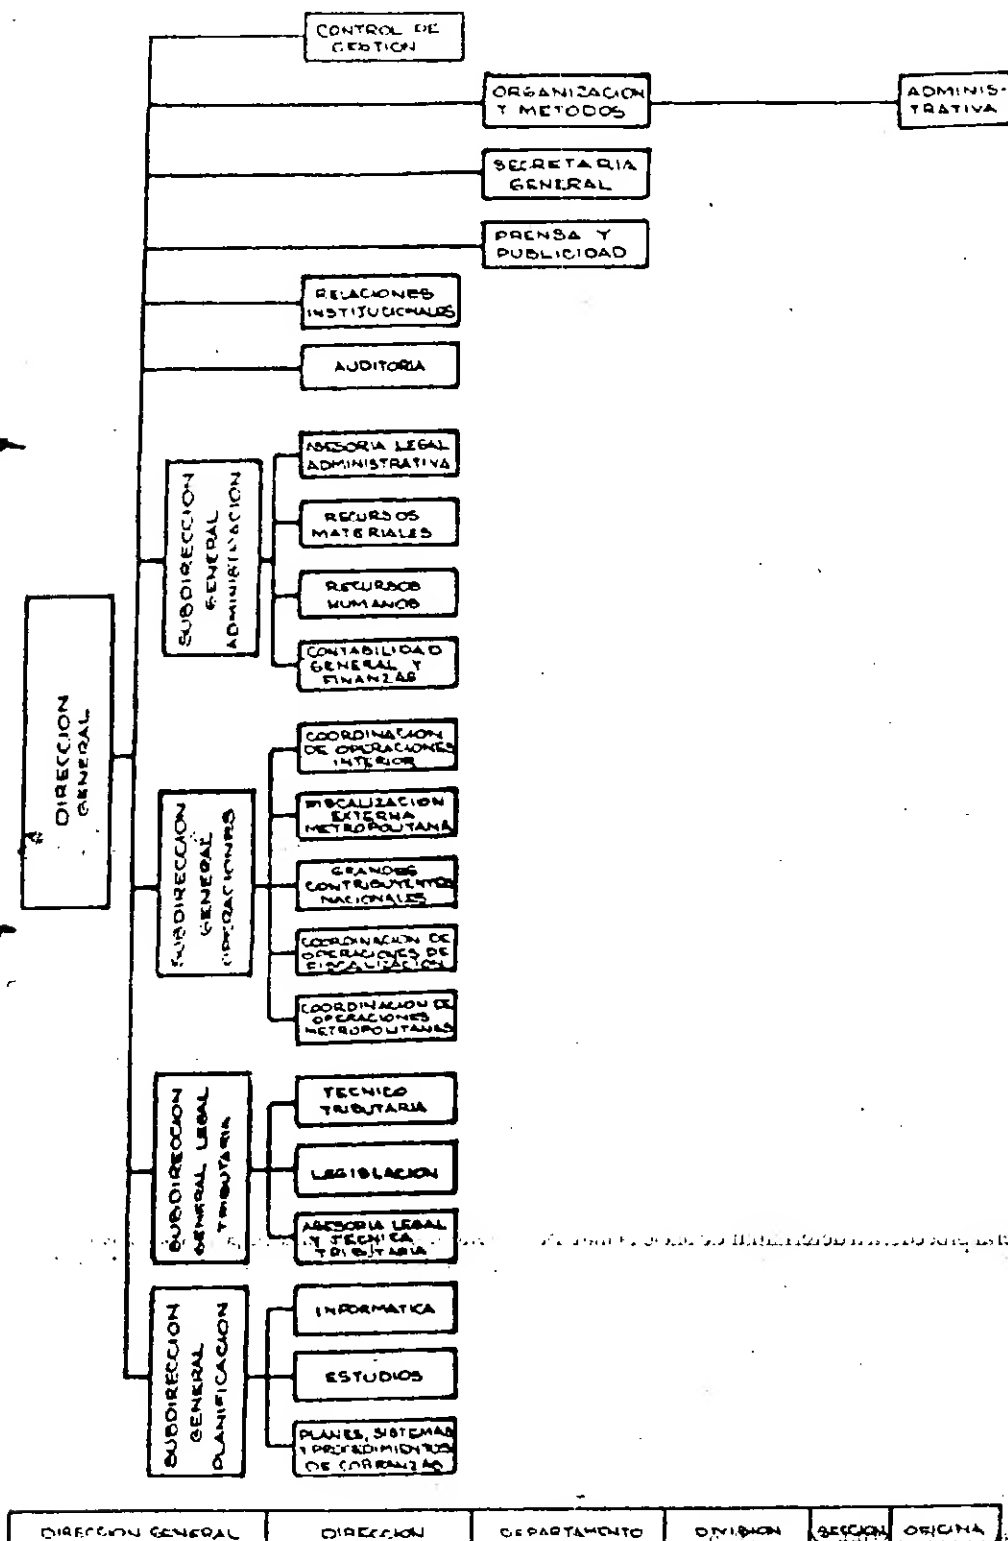 CONTROL DE
GESTION
ORGANIZACION
Y METODOS
ADMINIS-
TRATIVA
SECRETARIA
GENERAL
PRENSA Y
PUBLICIDAD
RELACIONES
INSTITUCIONALES
AUDITORIA
SUBDIRECCION
GENERAL
ADMINISTRACION
ASESORIA LEGAL
ADMINISTRATIVA
RECURSOS
MATERIALES
RECURSOS
HUMANOS
CONTABILIDAD
GENERAL Y
FINANZAS
DIRECCION
GENERAL
SUBDIRECCION
GENERAL
OPERACIONES
COORDINACION
DE OPERACIONES
INTERIOR
FISCALIZACION
EXTERNA
METROPOLITANA
GRANDES
CONTRIBUYENTES
NACIONALES
COORDINACION DE
OPERACIONES DE
FISCALIZACION
COORDINACION DE
OPERACIONES
METROPOLITANAS
SUBDIRECCION
GENERAL LEGAL
TRIBUTARIA
TECNICO
TRIBUTARIA
LEGISLACION
ASESORIA LEGAL
Y TECNICA
TRIBUTARIA
SUBDIRECCION
GENERAL
PLANIFICACION
INFORMATICA
ESTUDIOS
PLANES, SISTEMAS
Y PROCEDIMIENTOS
DE COBRANZAS
DIRECCION GENERAL
DIRECCION
DEPARTAMENTO
DIVISION
SECCION
OFICINA